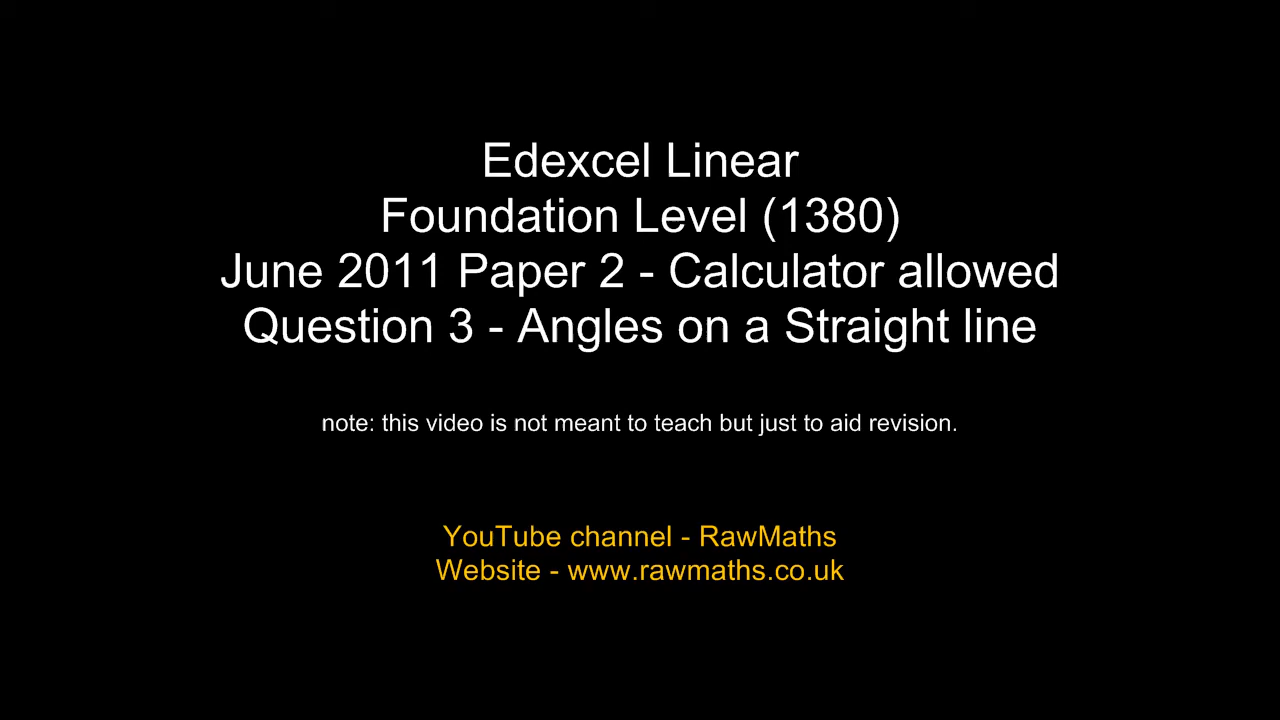 Edexcel Linear
Foundation Level (1380)
June 2011 Paper 2 - Calculator allowed
Question 3 - Angles on a Straight line
note: this video is not meant to teach but just to aid revision.
YouTube channel - RawMaths
Website - www.rawmaths.co.uk